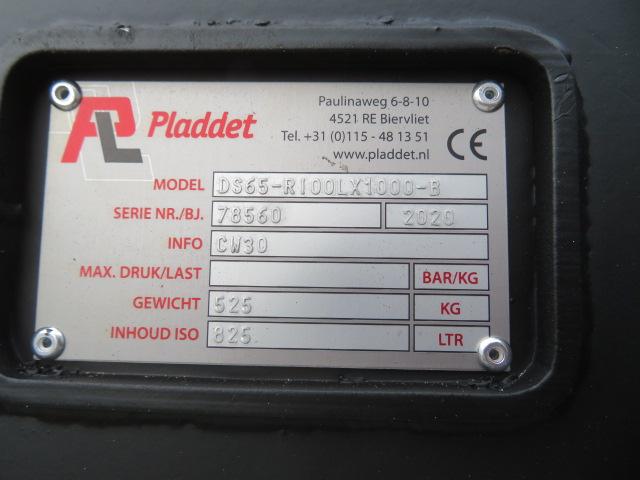 PL Pladdet
Paulinaweg 6-8-10
4521 RE Biervliet
Tel. +31 (0)115 - 48 13 51
www.pladdet.nl
CE
MODEL DS65-R100LX1000-B
SERIE NR./BJ. 78560 2020
INFO CW30
MAX. DRUK/LAST BAR/KG
GEWICHT 525 KG
INHOUD ISO 825 LTR